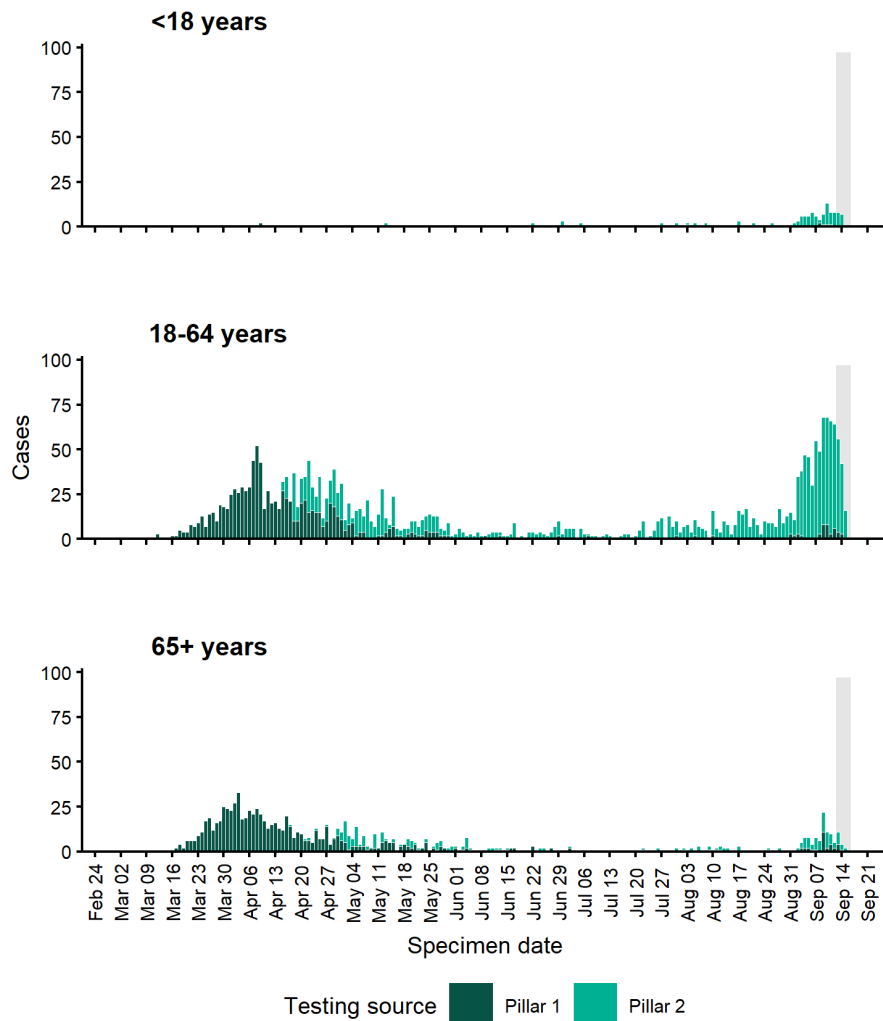 <18 years
100
75
50
25
0
18-64 years
100
75
50
25
0
Cases
65+ years
100
75
50
25
0
Feb 24
Mar 02
Mar 09
Mar 16
Mar 23
Mar 30
Apr 06
Apr 13
Apr 20
Apr 27
May 04
May 11
May 18
May 25
Jun 01
Jun 08
Jun 15
Jun 22
Jun 29
Jul 06
Jul 13
Jul 20
Jul 27
Aug 03
Aug 10
Aug 17
Aug 24
Aug 31
Sep 07
Sep 14
Sep 21
Specimen date
Testing source Pillar 1 Pillar 2